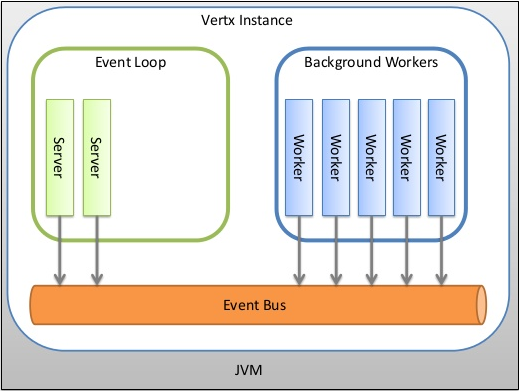 Vertx Instance
Event Loop
Background Workers
Server
Server
Worker
Worker
Worker
Worker
Worker
Event Bus
JVM